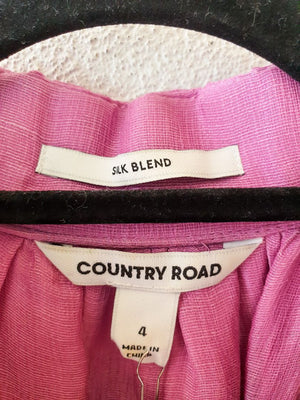 SILK BLEND
COUNTRY ROAD
4
MADE IN
CHINA